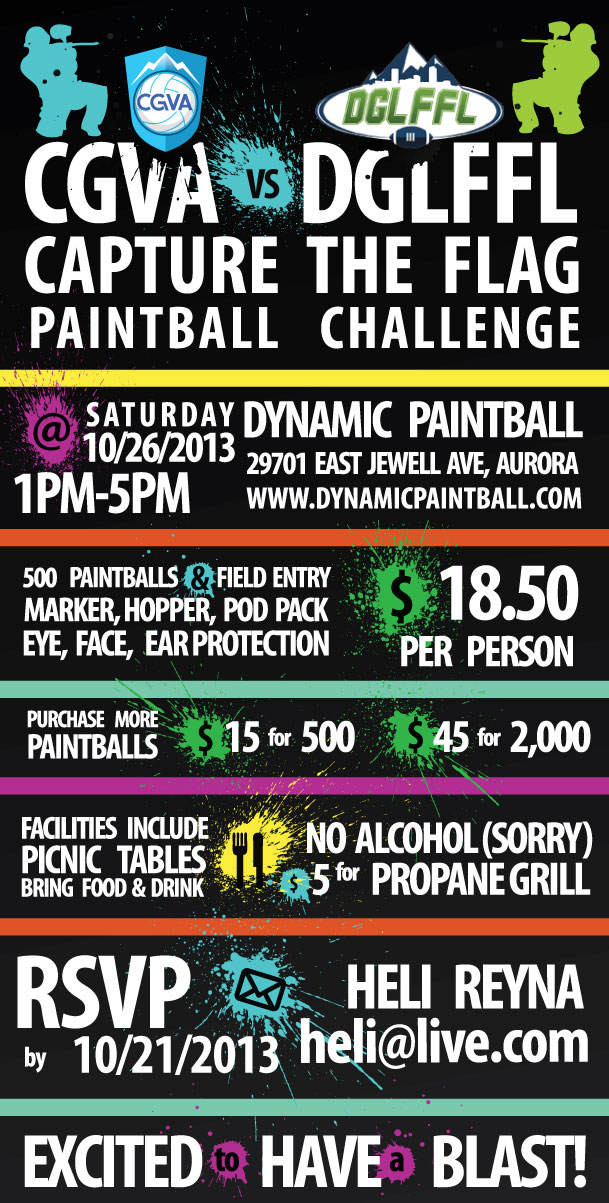 CGVA
DGLFFL
III
CGVA VS DGLFFL
CAPTURE THE FLAG
PAINTBALL CHALLENGE
@ SATURDAY
10/26/2013
1PM-5PM
DYNAMIC PAINTBALL
29701 EAST JEWELL AVE, AURORA
WWW.DYNAMICPAINTBALL.COM
500 PAINTBALLS & FIELD ENTRY
MARKER, HOPPER, POD PACK
EYE, FACE, EAR PROTECTION
$ 18.50
PER PERSON
PURCHASE MORE
PAINTBALLS
$ 15 for 500
$ 45 for 2,000
FACILITIES INCLUDE
PICNIC TABLES
BRING FOOD & DRINK
NO ALCOHOL (SORRY)
$ 5 for PROPANE GRILL
RSVP
by 10/21/2013
HELI REYNA
heli@live.com
EXCITED to HAVE a BLAST!